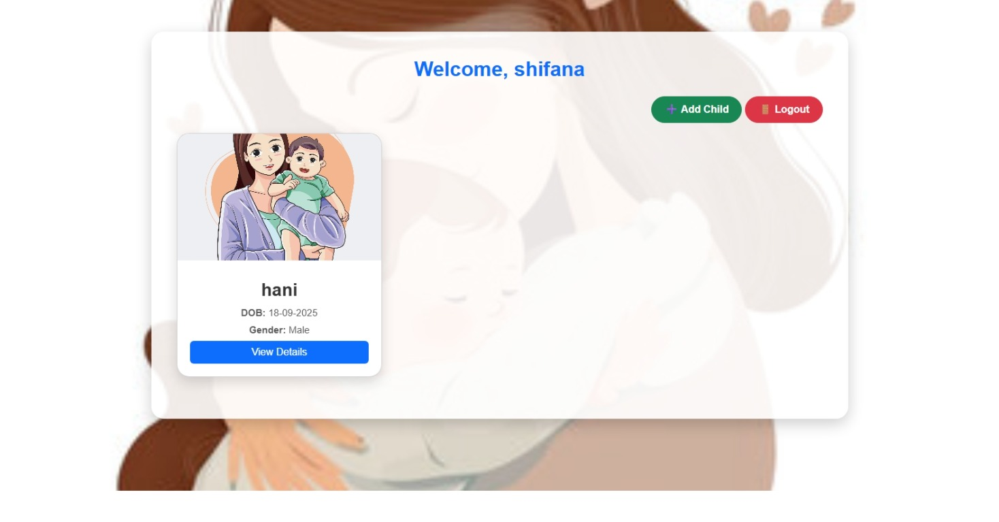 Welcome, shifana
Add Child
Logout
hani
DOB: 18-09-2025
Gender: Male
View Details